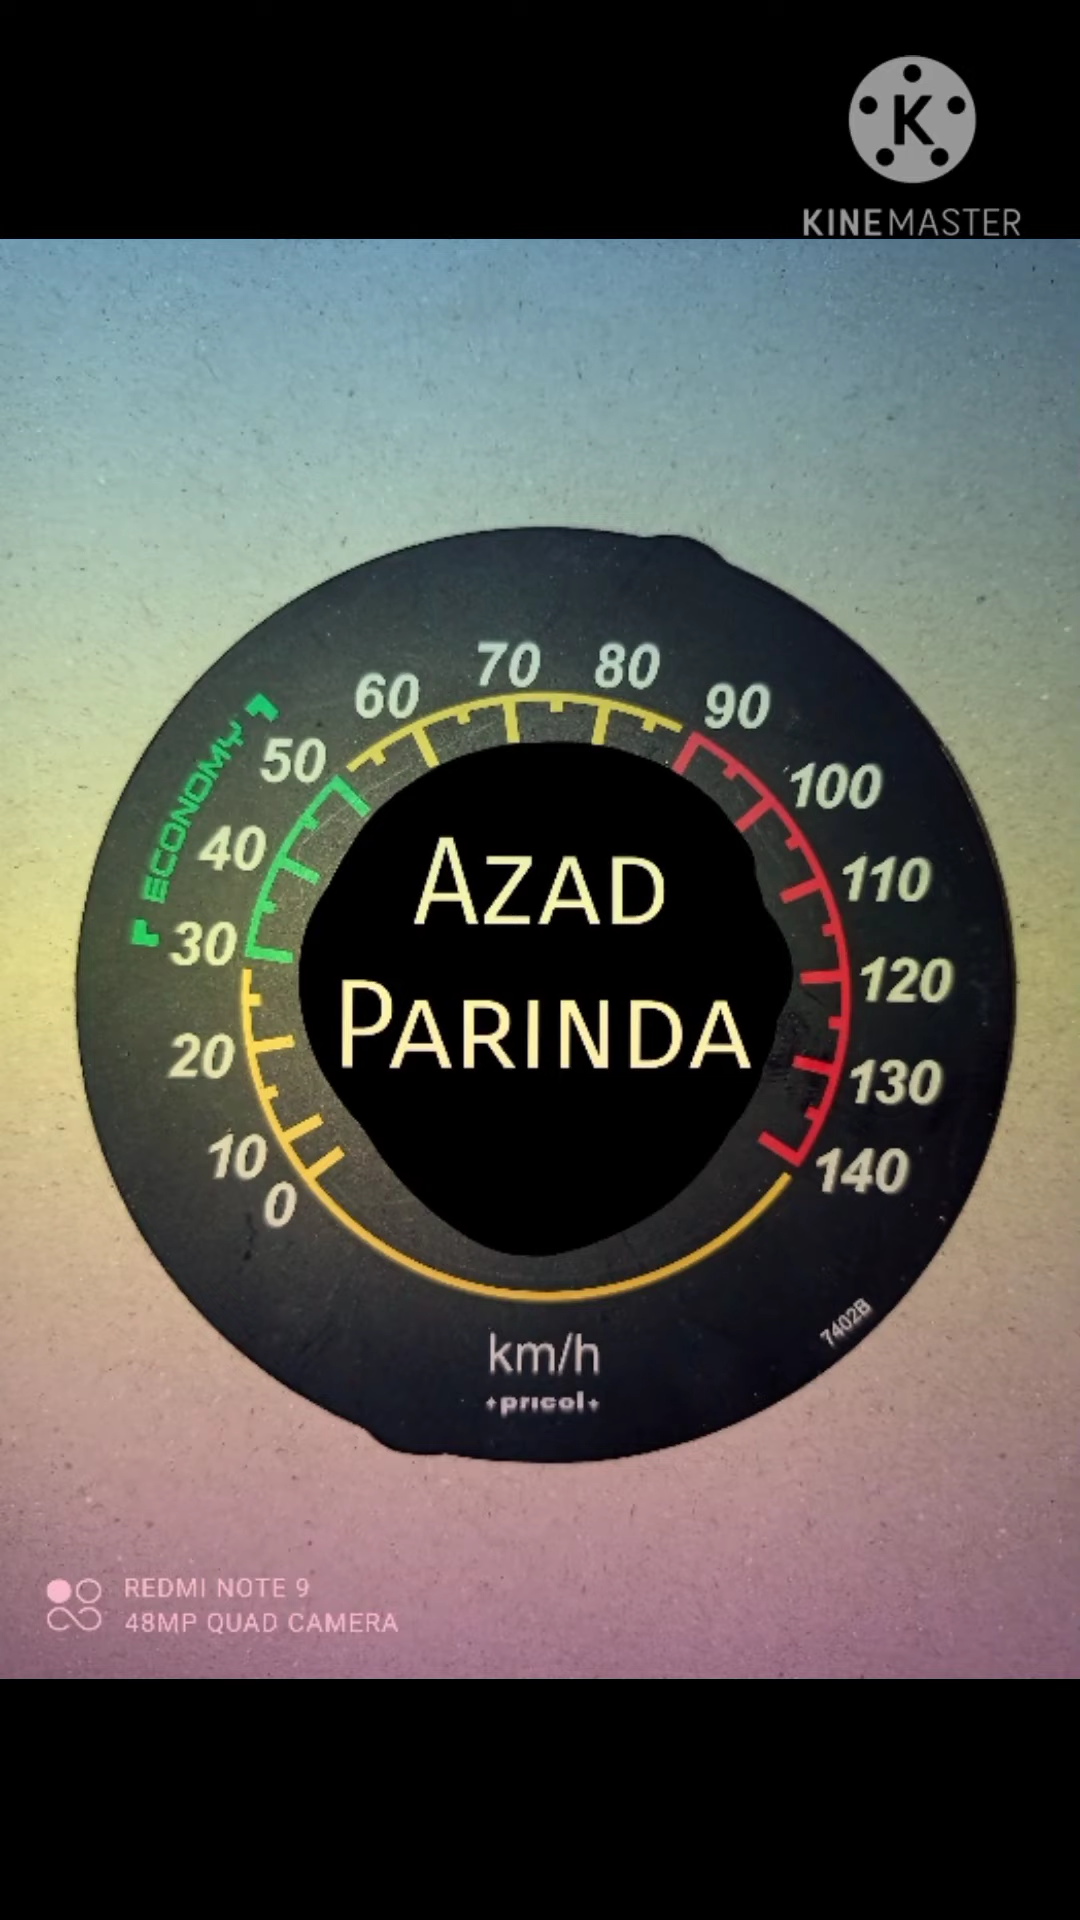 K
KINEMASTER
ECONOMY
0
10
20
30
40
50
60
70
80
90
100
110
120
130
140
AZAD
PARINDA
7402B
km/h
pricol
REDMI NOTE 9
48MP QUAD CAMERA